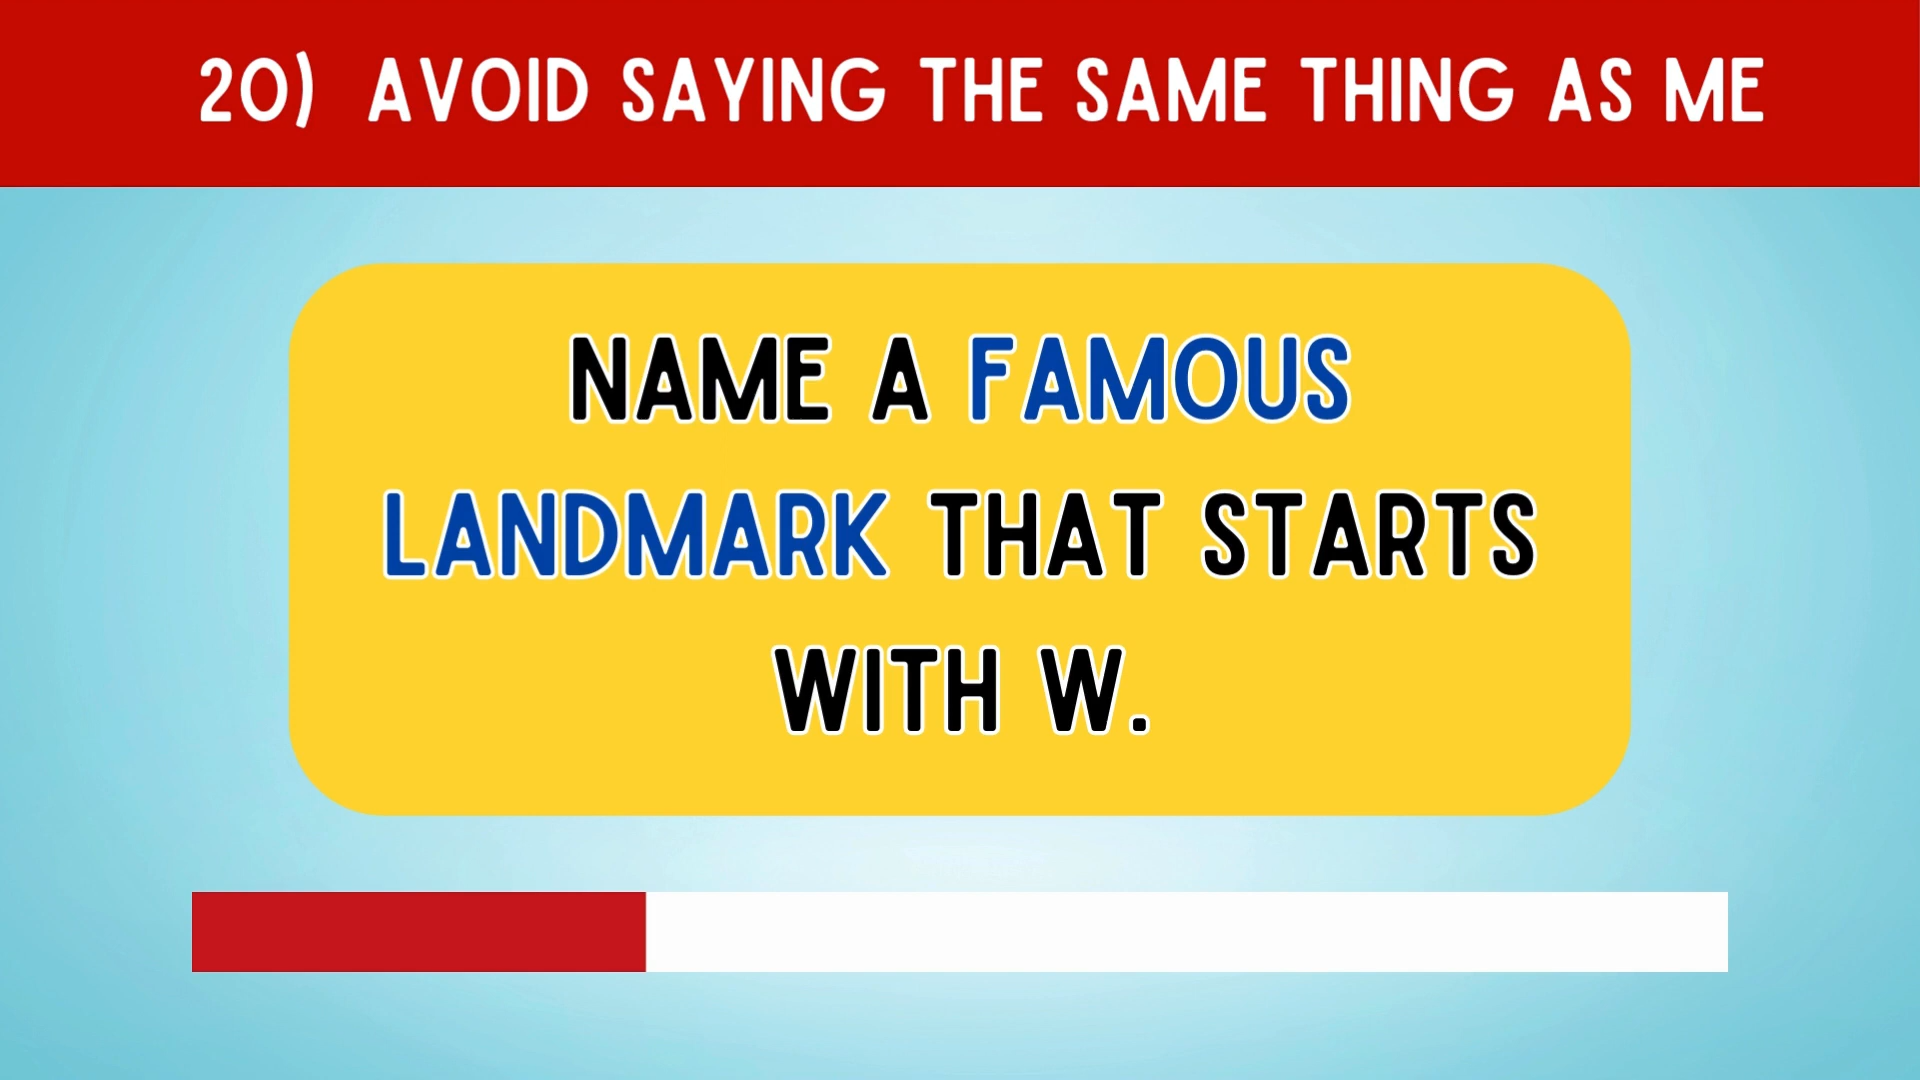 20) AVOID SAYING THE SAME THING AS ME
NAME A FAMOUS
LANDMARK THAT STARTS
WITH W.